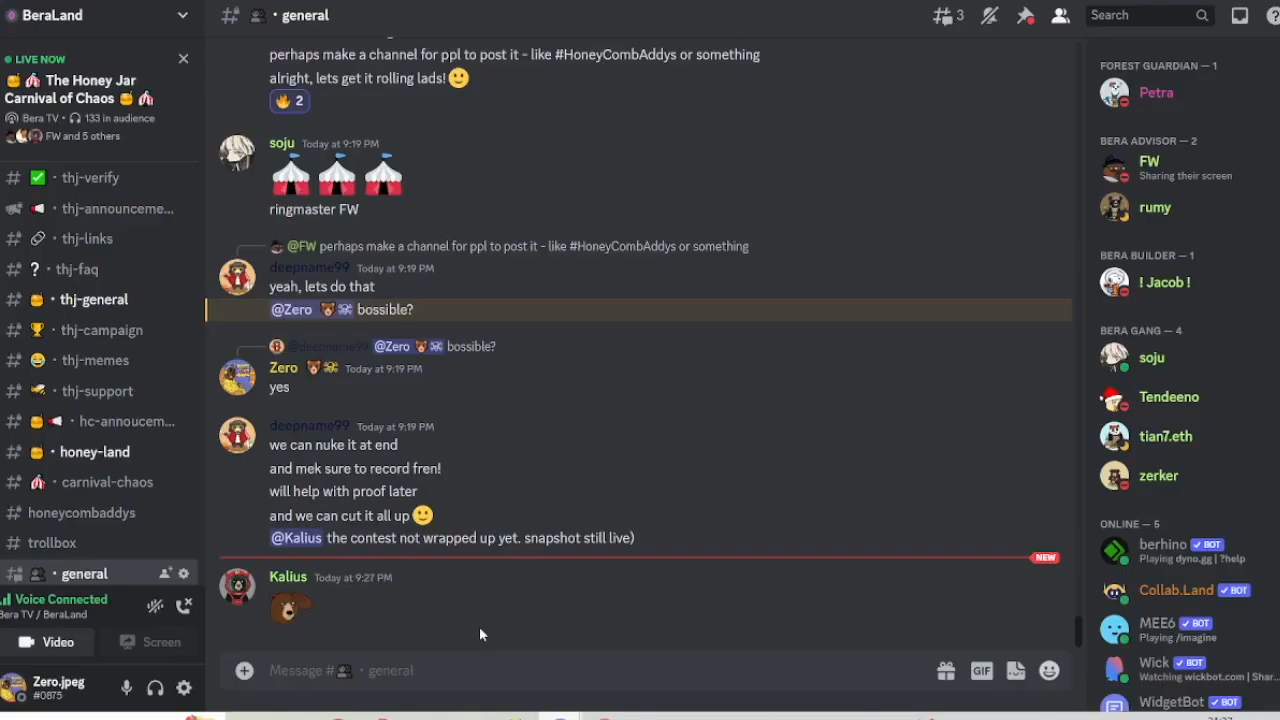 BeraLand
LIVE NOW
The Honey Jar
Carnival of Chaos
Bera TV • 133 in audience
FW and 5 others
thj-verify
thj-announceme...
thj-links
thj-faq
thj-general
thj-campaign
thj-memes
thj-support
hc-annoucem...
honey-land
carnival-chaos
honeycombaddys
trollbox
general
Voice Connected
Bera TV / BeraLand
Video
Screen
Zero.jpeg
#0875
general
3
Search
perhaps make a channel for ppl to post it - like #HoneyCombAddys or something
alright, lets get it rolling lads!
2
soju Today at 9:19 PM
ringmaster FW
@FW perhaps make a channel for ppl to post it - like #HoneyCombAddys or something
deepname99 Today at 9:19 PM
yeah, lets do that
@Zero bossible?
@deepname99 @Zero bossible?
Zero Today at 9:19 PM
yes
deepname99 Today at 9:19 PM
we can nuke it at end
and mek sure to record fren!
will help with proof later
and we can cut it all up
@Kalius the contest not wrapped up yet. snapshot still live)
NEW
Kalius Today at 9:27 PM
Message # general
GIF
FOREST GUARDIAN — 1
Petra
BERA ADVISOR — 2
FW
Sharing their screen
rumy
BERA BUILDER — 1
! Jacob !
BERA GANG — 4
soju
Tendeeno
tian7.eth
zerker
ONLINE — 5
berhino BOT
Playing dyno.gg | ?help
Collab.Land BOT
MEE6 BOT
Playing /imagine
Wick BOT
Watching wickbot.com | Shar...
WidgetBot BOT